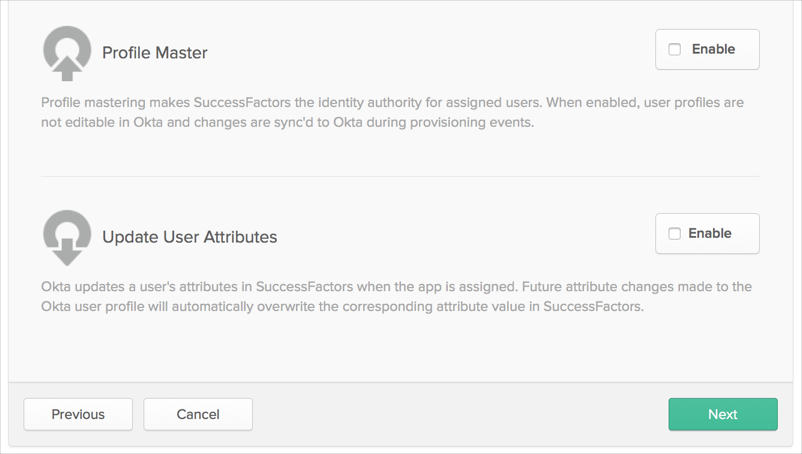 Profile Master
Enable
Profile mastering makes SuccessFactors the identity authority for assigned users. When enabled, user profiles are
not editable in Okta and changes are sync'd to Okta during provisioning events.
Update User Attributes
Enable
Okta updates a user's attributes in SuccessFactors when the app is assigned. Future attribute changes made to the
Okta user profile will automatically overwrite the corresponding attribute value in SuccessFactors.
Previous
Cancel
Next